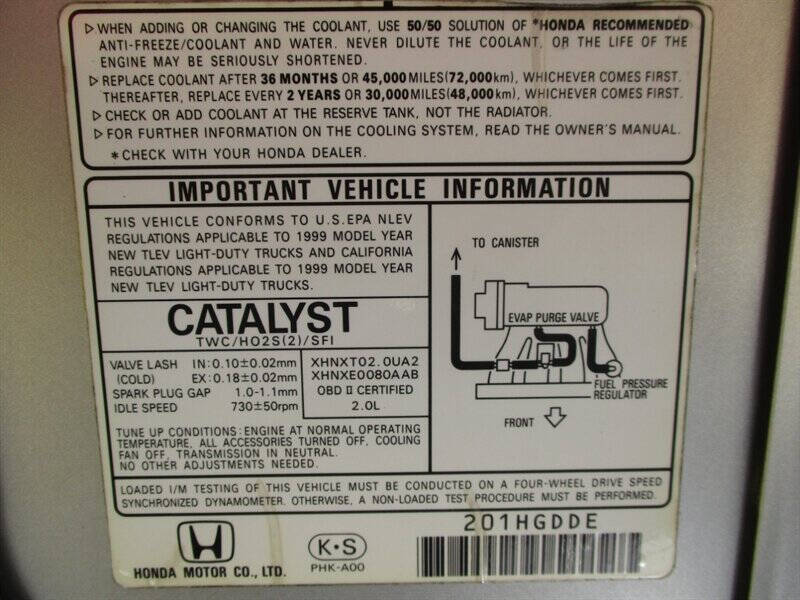 ▷WHEN ADDING OR CHANGING THE COOLANT, USE 50/50 SOLUTION OF *HONDA RECOMMENDED
ANTI-FREEZE/COOLANT AND WATER. NEVER DILUTE THE COOLANT, OR THE LIFE OF THE
ENGINE MAY BE SERIOUSLY SHORTENED.
▷REPLACE COOLANT AFTER 36 MONTHS OR 45,000 MILES(72,000km), WHICHEVER COMES FIRST.
THEREAFTER, REPLACE EVERY 2 YEARS OR 30,000MILES(48,000km), WHICHEVER COMES FIRST.
▷CHECK OR ADD COOLANT AT THE RESERVE TANK, NOT THE RADIATOR.
▷FOR FURTHER INFORMATION ON THE COOLING SYSTEM, READ THE OWNER'S MANUAL.
*CHECK WITH YOUR HONDA DEALER.
IMPORTANT VEHICLE INFORMATION
THIS VEHICLE CONFORMS TO U.S.EPA NLEV
REGULATIONS APPLICABLE TO 1999 MODEL YEAR
NEW TLEV LIGHT-DUTY TRUCKS AND CALIFORNIA
REGULATIONS APPLICABLE TO 1999 MODEL YEAR
NEW TLEV LIGHT-DUTY TRUCKS.
CATALYST
TWC/HO2S(2)/SFI
VALVE LASH IN:0.10±0.02mm
(COLD) EX:0.18±0.02mm
SPARK PLUG GAP 1.0-1.1mm
IDLE SPEED 730±50rpm
XHNXT02.0UA2
XHNXE0080AAB
OBD II CERTIFIED
2.0L
TUNE UP CONDITIONS:ENGINE AT NORMAL OPERATING
TEMPERATURE, ALL ACCESSORIES TURNED OFF, COOLING
FAN OFF, TRANSMISSION IN NEUTRAL.
NO OTHER ADJUSTMENTS NEEDED.
TO CANISTER
EVAP PURGE VALVE
FUEL PRESSURE
REGULATOR
FRONT
LOADED I/M TESTING OF THIS VEHICLE MUST BE CONDUCTED ON A FOUR-WHEEL DRIVE SPEED
SYNCHRONIZED DYNAMOMETER. OTHERWISE, A NON-LOADED TEST PROCEDURE MUST BE PERFORMED.
HONDA MOTOR CO., LTD.
K•S
PHK-A00
201HGDDE